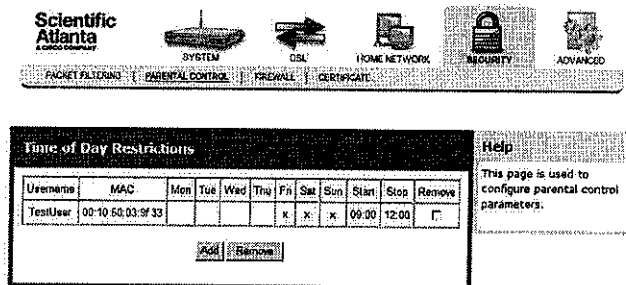 Scientific
Atlanta
A CISCO COMPANY
SYSTEM
DSL
HOME NETWORK
SECURITY
ADVANCED
PACKET FILTERING | PARENTAL CONTROL | FIREWALL | CERTIFICATE
Time of Day Restrictions
Username MAC Mon Tue Wed Thu Fri Sat Sun Start Stop Remove
TestUser 00:10:50:03:9f:33 x x x 09:00 12:00
Add Remove
Help
This page is used to
configure parental control
parameters.